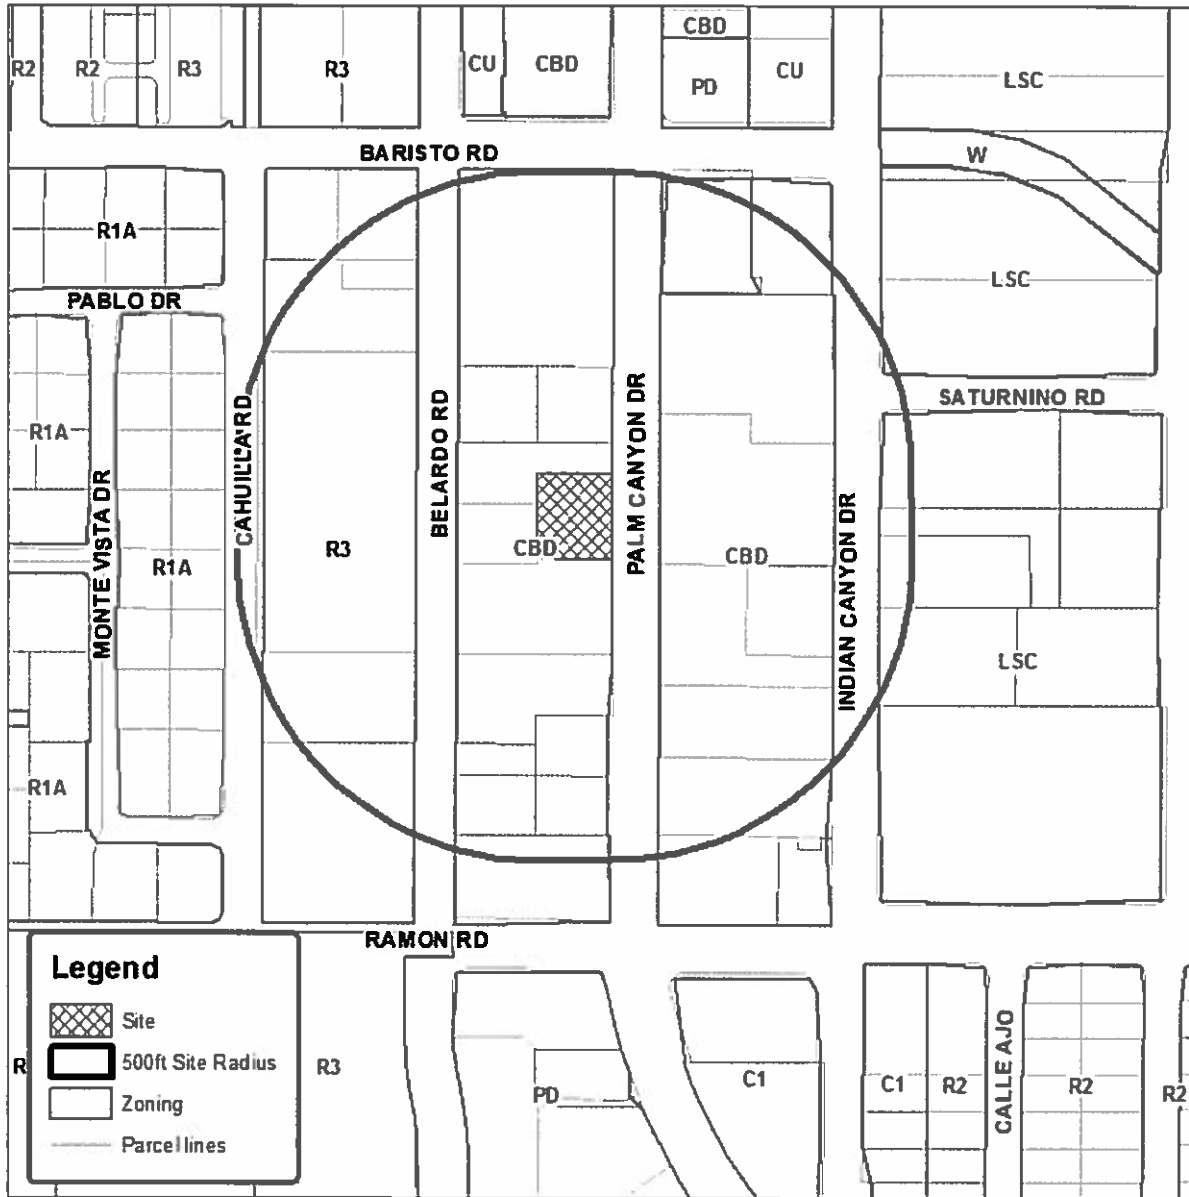 CBD
R2
R2
R3
R3
CU
CBD
PD
CU
LSC
BARISTO RD
W
R1A
PABLO DR
LSC
SATURNINO RD
R1A
CAHUILLA RD
BELARDO RD
PALM CANYON DR
MONTE VISTA DR
R1A
R3
CBD
CBD
INDIAN CANYON DR
LSC
R1A
RAMON RD
Legend
Site
500ft Site Radius
Zoning
Parcel lines
R
R3
PD
C1
C1
R2
CALLE AJO
R2
R2